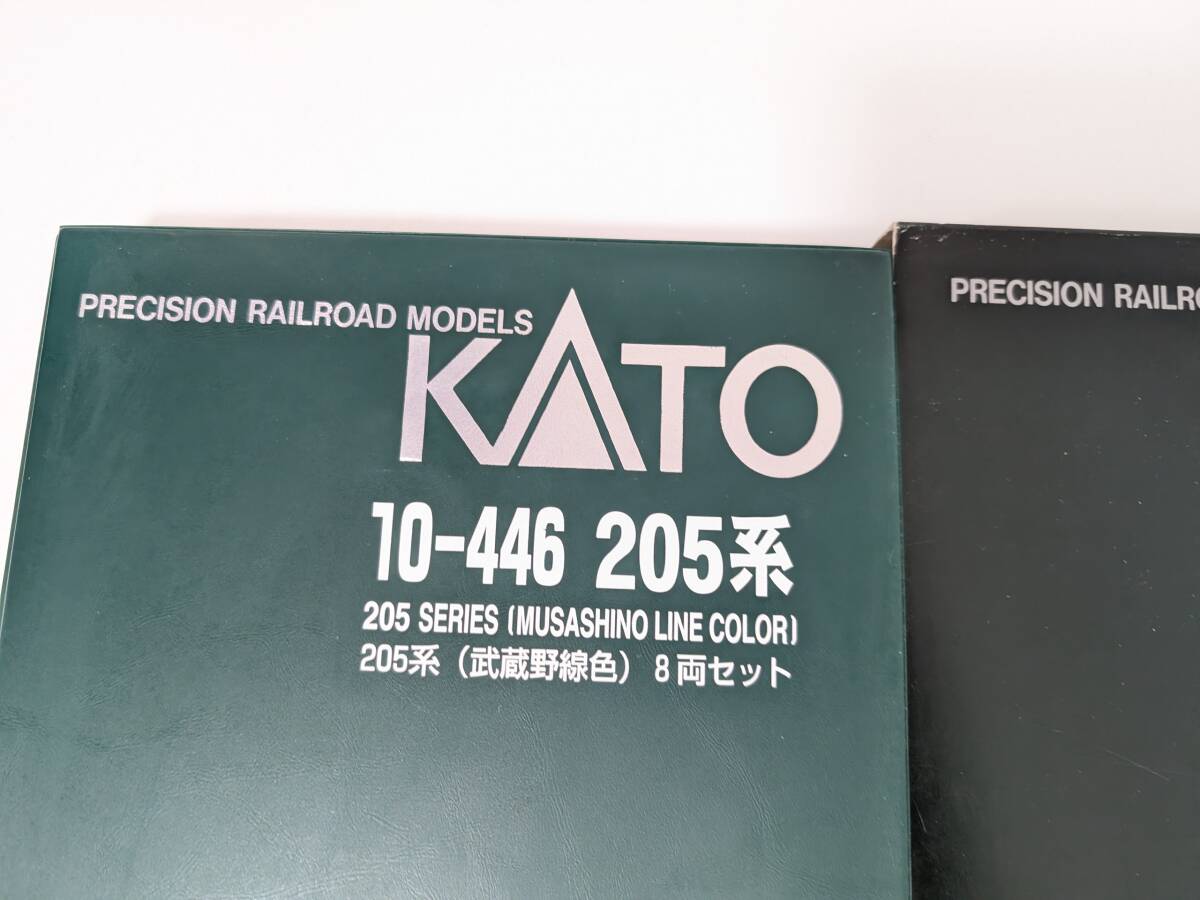 PRECISION RAILROAD MODELS
KATO
10-446 205系
205 SERIES (MUSASHINO LINE COLOR)
205系（武蔵野線色）8両セット
PRECISION